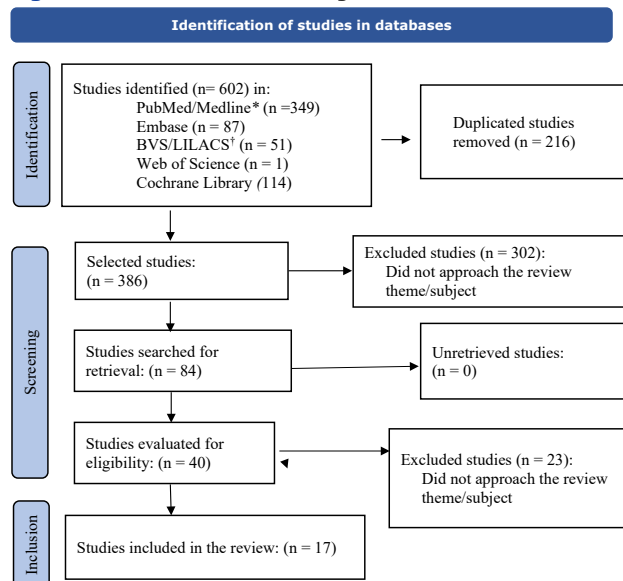 Identification of studies in databases
Identification
Studies identified (n= 602) in:
PubMed/Medline* (n =349)
Embase (n = 87)
BVS/LILACS† (n = 51)
Web of Science (n = 1)
Cochrane Library (114)
Duplicated studies
removed (n = 216)
Screening
Selected studies:
(n = 386)
Excluded studies (n = 302):
Did not approach the review
theme/subject
Studies searched for
retrieval: (n = 84)
Unretrieved studies:
(n = 0)
Studies evaluated for
eligibility: (n = 40)
Excluded studies (n = 23):
Did not approach the review
theme/subject
Inclusion
Studies included in the review: (n = 17)